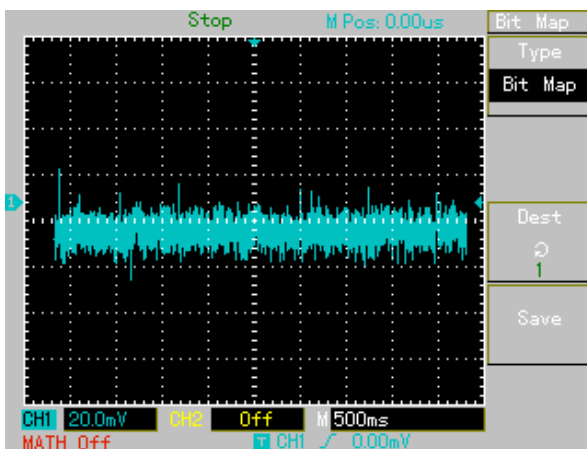 Stop M Pos: 0.00us Bit Map
Type
Bit Map
1
Dest
1
Save
CH1 20.0mV CH2 Off M 500ms
MATH Off T CH1 0.00mV